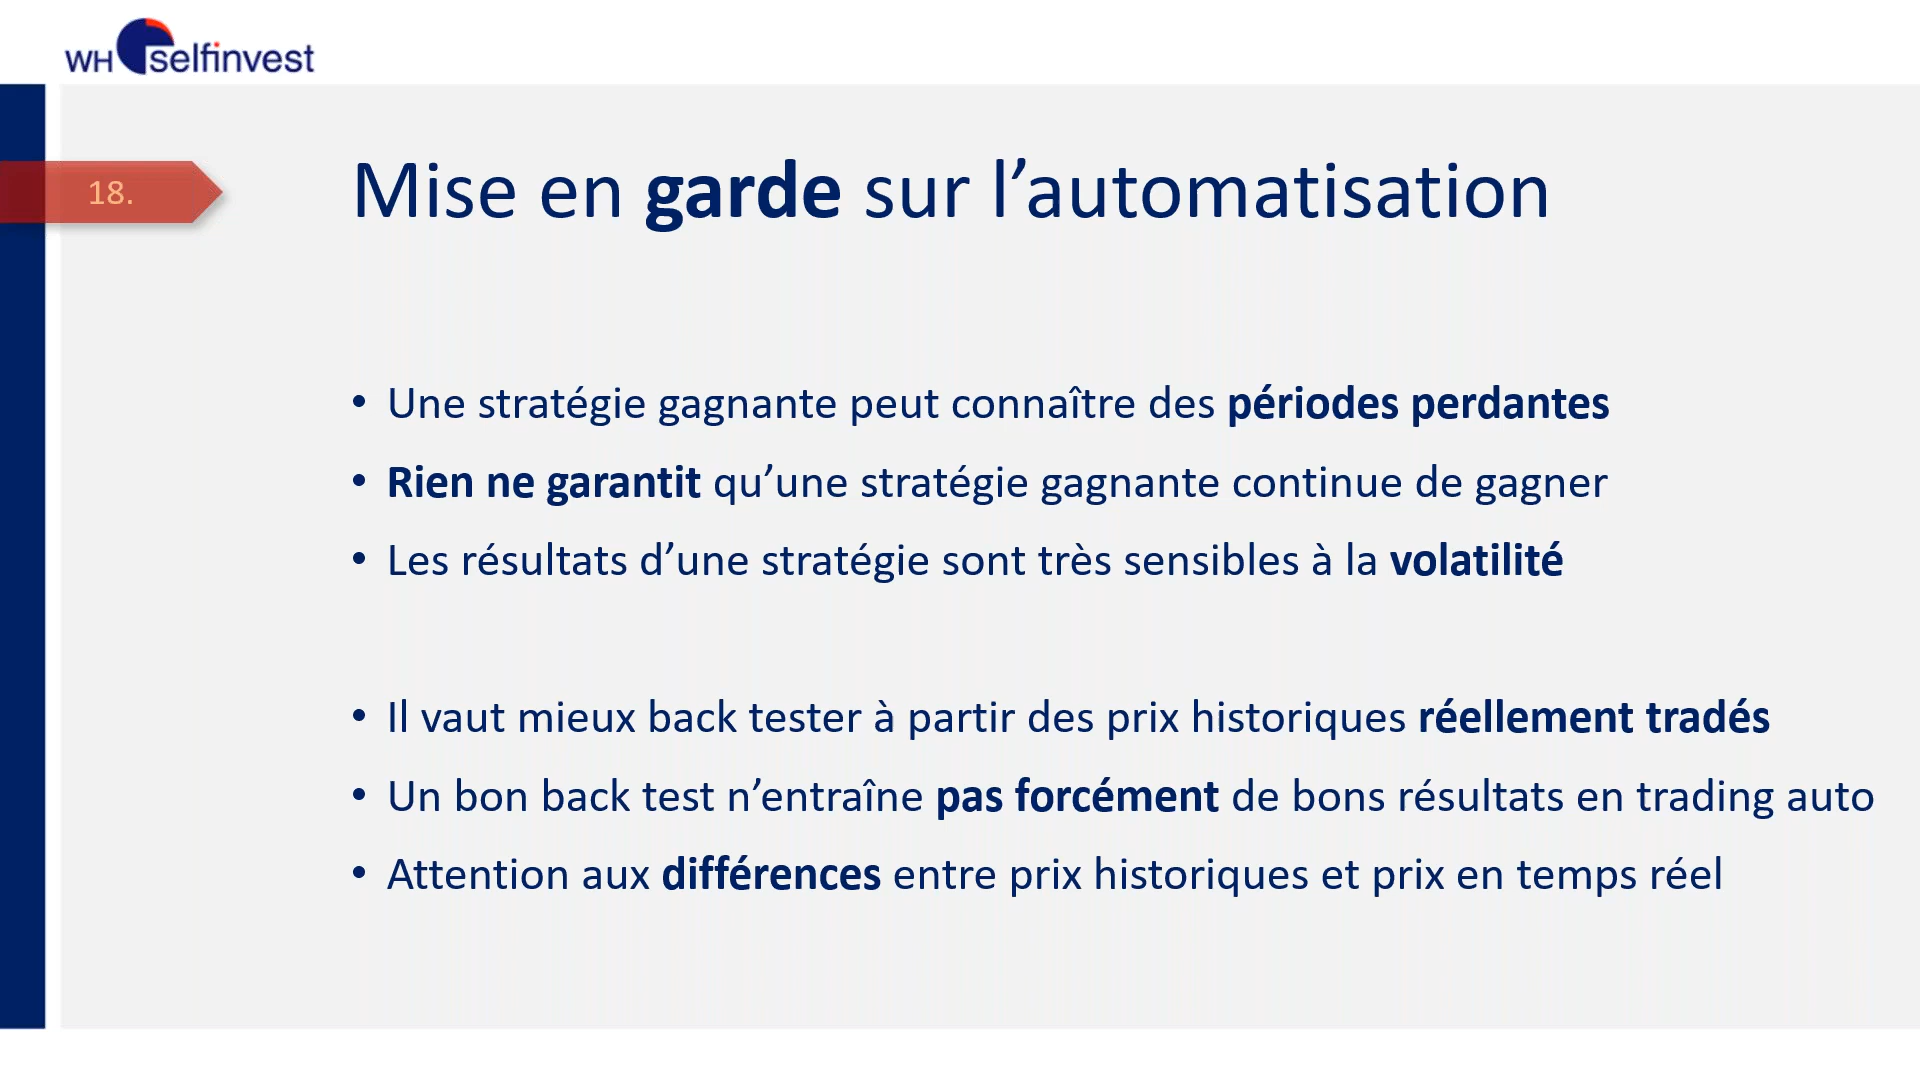 WH selfinvest
18.
Mise en garde sur l’automatisation
• Une stratégie gagnante peut connaître des périodes perdantes
• Rien ne garantit qu’une stratégie gagnante continue de gagner
• Les résultats d’une stratégie sont très sensibles à la volatilité
• Il vaut mieux back tester à partir des prix historiques réellement tradés
• Un bon back test n’entraîne pas forcément de bons résultats en trading auto
• Attention aux différences entre prix historiques et prix en temps réel